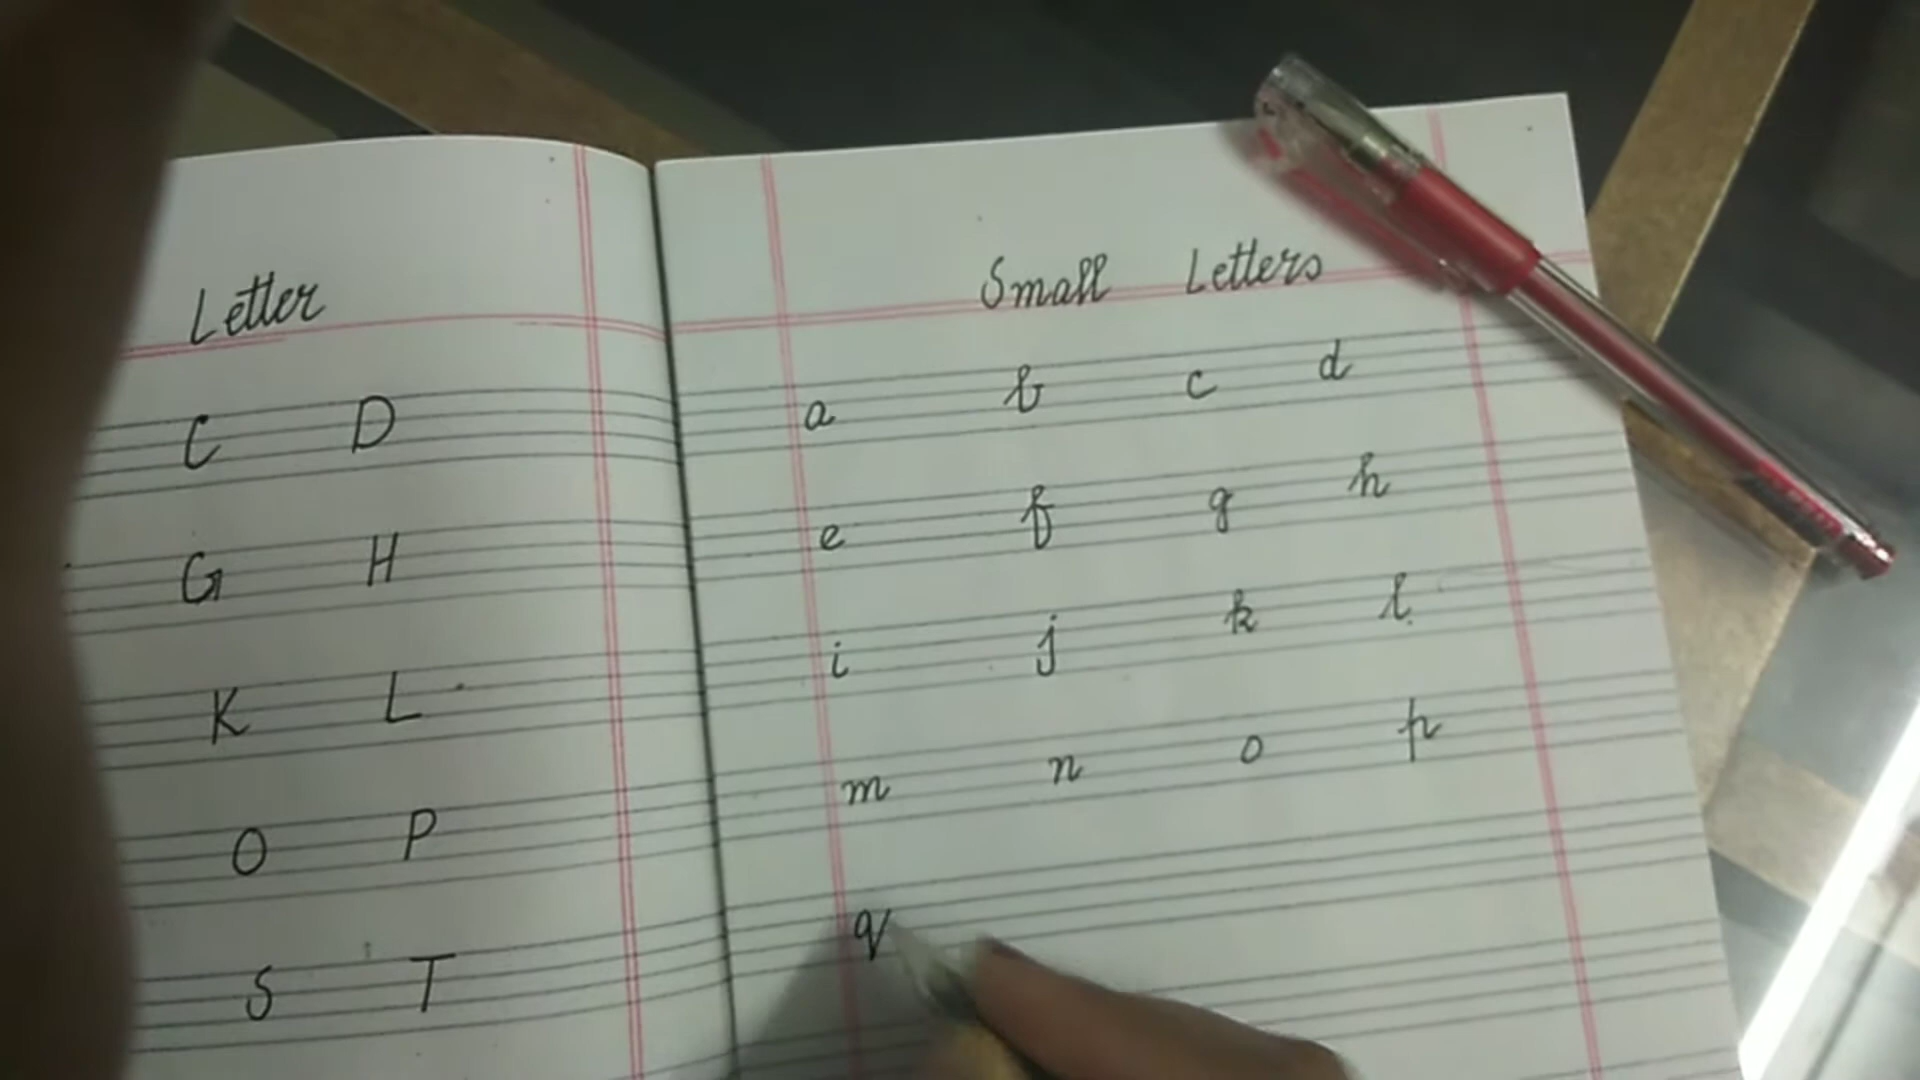 Letter
C D
G H
K L
O P
S T
Small Letters
a b c d
e f g h
i j k l
m n o p
q